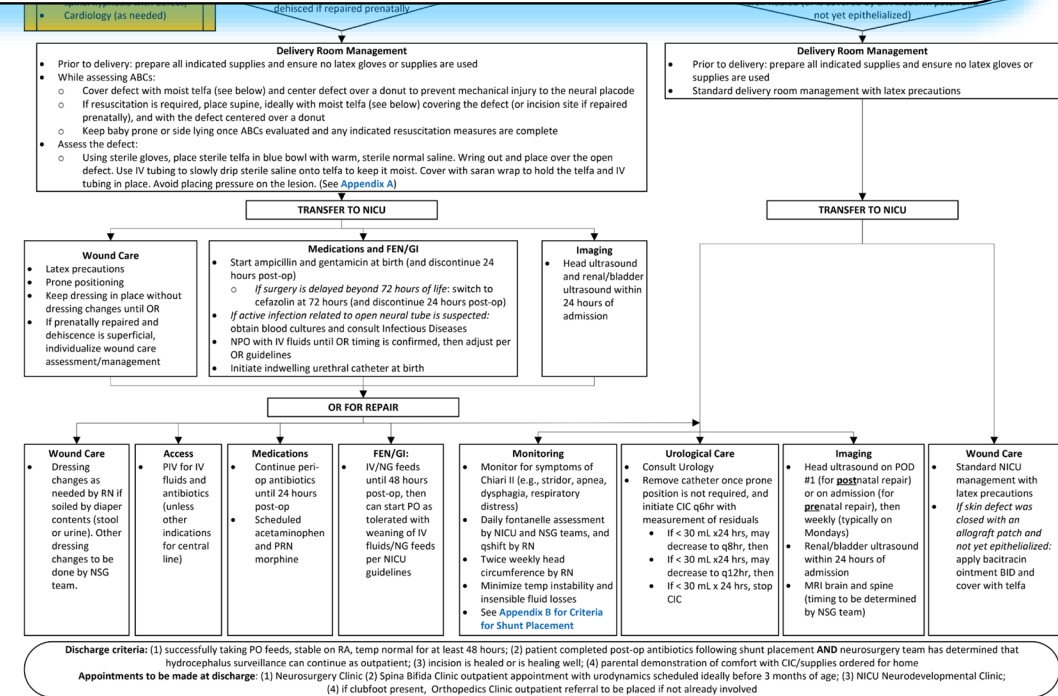 • Cardiology (as needed)
dehisced if repaired prenatally
not yet epithelialized)
Delivery Room Management
• Prior to delivery: prepare all indicated supplies and ensure no latex gloves or supplies are used
• While assessing ABCs:
o Cover defect with moist telfa (see below) and center defect over a donut to prevent mechanical injury to the neural placode
o If resuscitation is required, place supine, ideally with moist telfa (see below) covering the defect (or incision site if repaired
prenatally), and with the defect centered over a donut
o Keep baby prone or side lying once ABCs evaluated and any indicated resuscitation measures are complete
• Assess the defect:
o Using sterile gloves, place sterile telfa in blue bowl with warm, sterile normal saline. Wring out and place over the open
defect. Use IV tubing to slowly drip sterile saline onto telfa to keep it moist. Cover with saran wrap to hold the telfa and IV
tubing in place. Avoid placing pressure on the lesion. (See Appendix A)
Delivery Room Management
• Prior to delivery: prepare all indicated supplies and ensure no latex gloves or
supplies are used
• Standard delivery room management with latex precautions
TRANSFER TO NICU
TRANSFER TO NICU
Wound Care
• Latex precautions
• Prone positioning
• Keep dressing in place without
dressing changes until OR
• If prenatally repaired and
dehiscence is superficial,
individualize wound care
assessment/management
Medications and FEN/GI
• Start ampicillin and gentamicin at birth (and discontinue 24
hours post-op)
o If surgery is delayed beyond 72 hours of life: switch to
cefazolin at 72 hours (and discontinue 24 hours post-op)
• If active infection related to open neural tube is suspected:
obtain blood cultures and consult Infectious Diseases
• NPO with IV fluids until OR timing is confirmed, then adjust per
OR guidelines
• Initiate indwelling urethral catheter at birth
Imaging
• Head ultrasound
and renal/bladder
ultrasound within
24 hours of
admission
OR FOR REPAIR
Wound Care
• Dressing
changes as
needed by RN if
soiled by diaper
contents (stool
or urine). Other
dressing
changes to be
done by NSG
team.
Access
• PIV for IV
fluids and
antibiotics
(unless
other
indications
for central
line)
Medications
• Continue peri-
op antibiotics
until 24 hours
post-op
• Scheduled
acetaminophen
and PRN
morphine
FEN/GI:
• IV/NG feeds
until 48 hours
post-op, then
can start PO as
tolerated with
weaning of IV
fluids/NG feeds
per NICU
guidelines
Monitoring
• Monitor for symptoms of
Chiari II (e.g., stridor, apnea,
dysphagia, respiratory
distress)
• Daily fontanelle assessment
by NICU and NSG teams, and
qshift by RN
• Twice weekly head
circumference by RN
• Minimize temp instability and
insensible fluid losses
• See Appendix B for Criteria
for Shunt Placement
Urological Care
• Consult Urology
• Remove catheter once prone
position is not required, and
initiate CIC q6hr with
measurement of residuals
• If < 30 mL x24 hrs, may
decrease to q8hr, then
• If < 30 mL x24 hrs, may
decrease to q12hr, then
• If < 30 mL x 24 hrs, stop
CIC
Imaging
• Head ultrasound on POD
#1 (for postnatal repair)
or on admission (for
prenatal repair), then
weekly (typically on
Mondays)
• Renal/bladder ultrasound
within 24 hours of
admission
• MRI brain and spine
(timing to be determined
by NSG team)
Wound Care
• Standard NICU
management with
latex precautions
• If skin defect was
closed with an
allograft patch and
not yet epithelialized:
apply bacitracin
ointment BID and
cover with telfa
Discharge criteria: (1) successfully taking PO feeds, stable on RA, temp normal for at least 48 hours; (2) patient completed post-op antibiotics following shunt placement AND neurosurgery team has determined that
hydrocephalus surveillance can continue as outpatient; (3) incision is healed or is healing well; (4) parental demonstration of comfort with CIC/supplies ordered for home
Appointments to be made at discharge: (1) Neurosurgery Clinic (2) Spina Bifida Clinic outpatient appointment with urodynamics scheduled ideally before 3 months of age; (3) NICU Neurodevelopmental Clinic;
(4) if clubfoot present, Orthopedics Clinic outpatient referral to be placed if not already involved